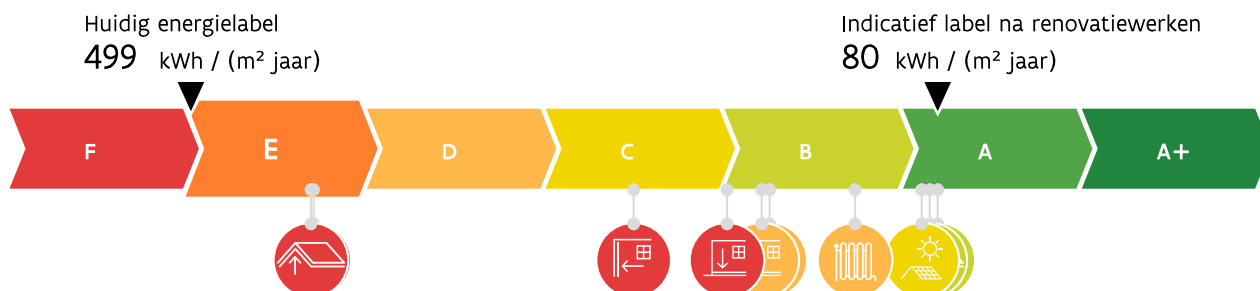 Huidig energielabel
499 kWh / (m² jaar)
Indicatief label na renovatiewerken
80 kWh / (m² jaar)
F E D C B A A+